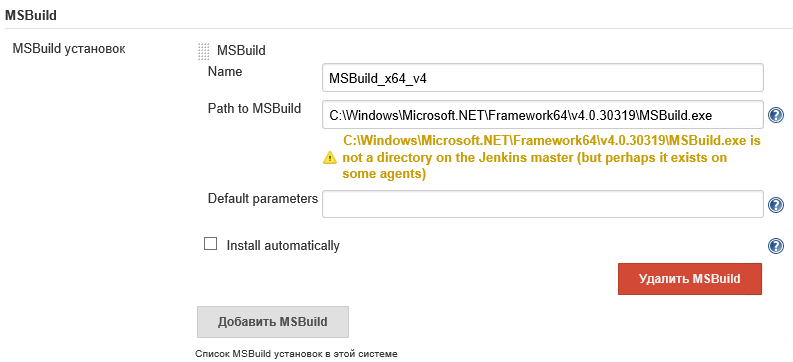 MSBuild
MSBuild установок
MSBuild
Name
MSBuild_x64_v4
Path to MSBuild
C:\Windows\Microsoft.NET\Framework64\v4.0.30319\MSBuild.exe
?
C:\Windows\Microsoft.NET\Framework64\v4.0.30319\MSBuild.exe is
not a directory on the Jenkins master (but perhaps it exists on
some agents)
Default parameters
?
Install automatically
?
Удалить MSBuild
Добавить MSBuild
Список MSBuild установок в этой системе